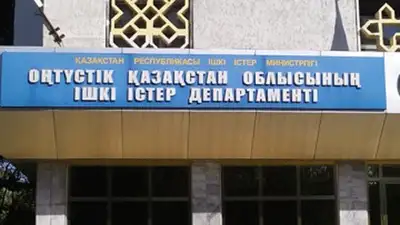 ҚАЗАҚСТАН РЕСПУБЛИКАСЫ ІШКІ ІСТЕР МИНИСТРЛІГІ
ОҢТҮСТІК ҚАЗАҚСТАН ОБЛЫСЫНЫҢ
ІШКІ ІСТЕР ДЕПАРТАМЕНТІ